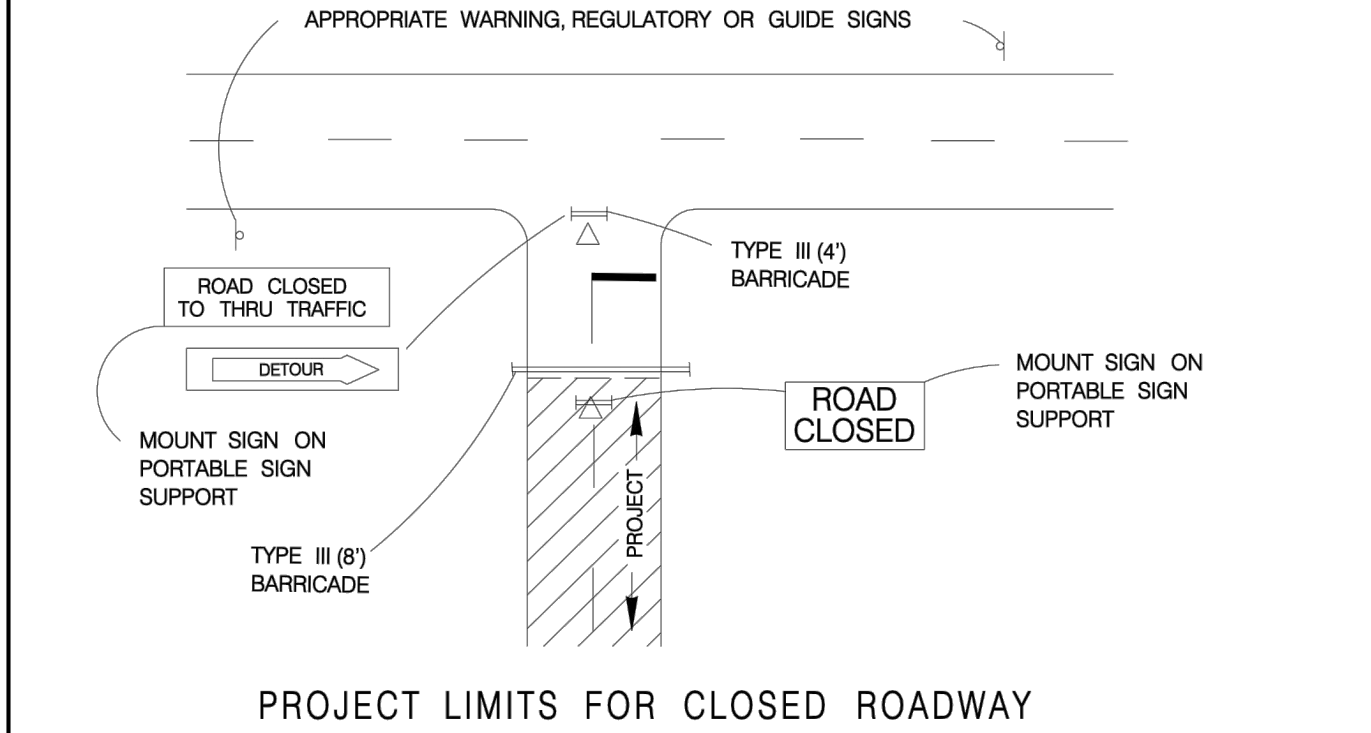 APPROPRIATE WARNING, REGULATORY OR GUIDE SIGNS
TYPE III (4')
BARRICADE
ROAD CLOSED
TO THRU TRAFFIC
DETOUR
MOUNT SIGN ON
PORTABLE SIGN
SUPPORT
ROAD
CLOSED
MOUNT SIGN ON
PORTABLE SIGN
SUPPORT
PROJECT
TYPE III (8')
BARRICADE
PROJECT LIMITS FOR CLOSED ROADWAY